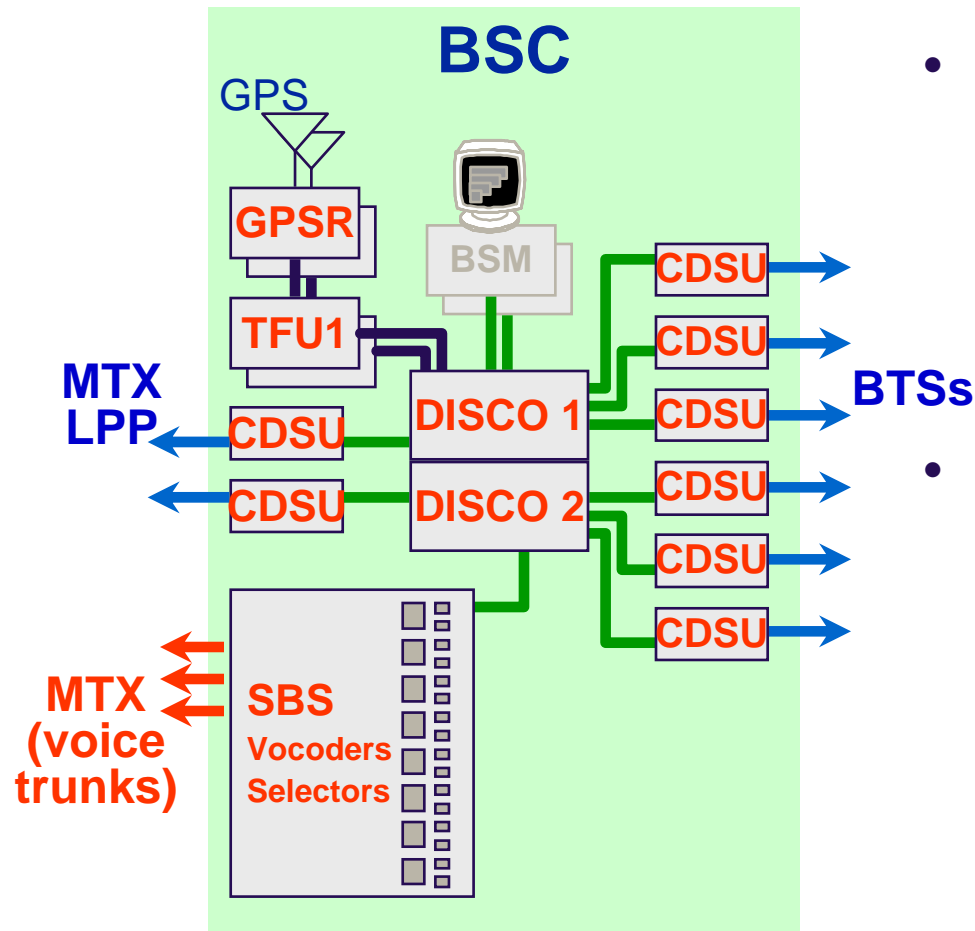 BSC
GPS
GPSR
BSM
TFU1
CDSU
CDSU
CDSU
BTSs
MTX
LPP
CDSU
CDSU
DISCO 1
DISCO 2
CDSU
CDSU
CDSU
MTX
(voice
trunks)
SBS
Vocoders
Selectors